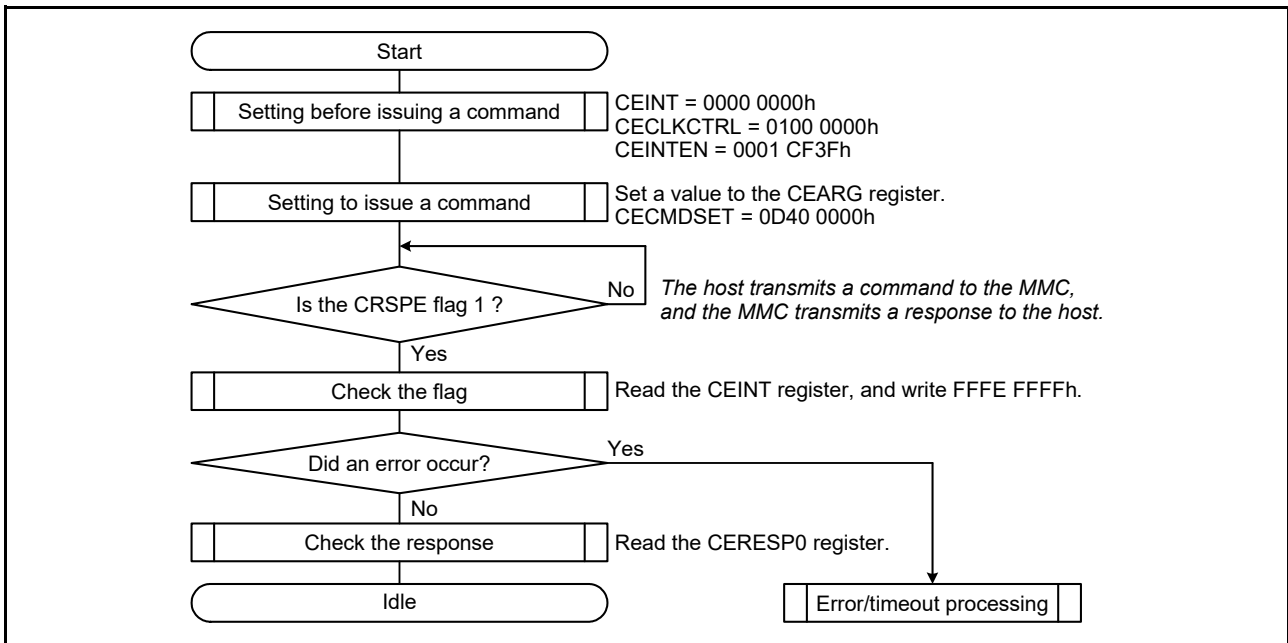 Start
Setting before issuing a command
CEINT = 0000 0000h
CECLKCTRL = 0100 0000h
CEINTEN = 0001 CF3Fh
Setting to issue a command
Set a value to the CEARG register.
CECMDSET = 0D40 0000h
Is the CRSPE flag 1 ?
No
The host transmits a command to the MMC,
and the MMC transmits a response to the host.
Yes
Check the flag
Read the CEINT register, and write FFFE FFFFh.
Did an error occur?
Yes
No
Check the response
Read the CERESP0 register.
Idle
Error/timeout processing